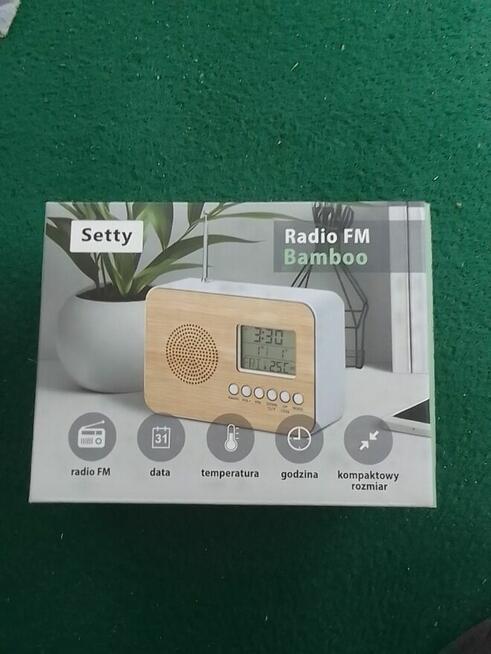 Setty
Radio FM
Bamboo
3:30
31
radio FM
data
temperatura
godzina
kompaktowy
rozmiar